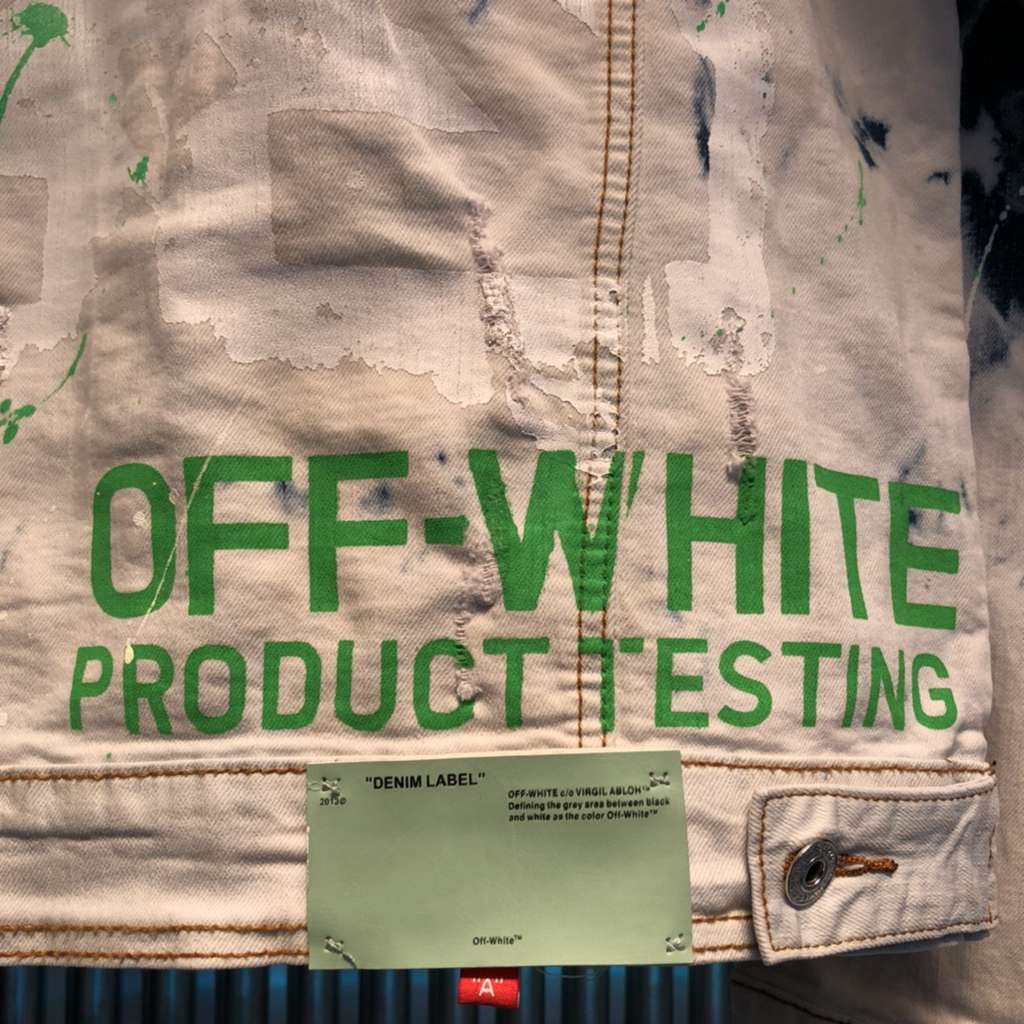 OFF-WHITE
PRODUCT TESTING
"DENIM LABEL"
2013©
OFF-WHITE c/o VIRGIL ABLOH™
Defining the grey area between black
and white as the color Off-White™
Off-White™
"A"